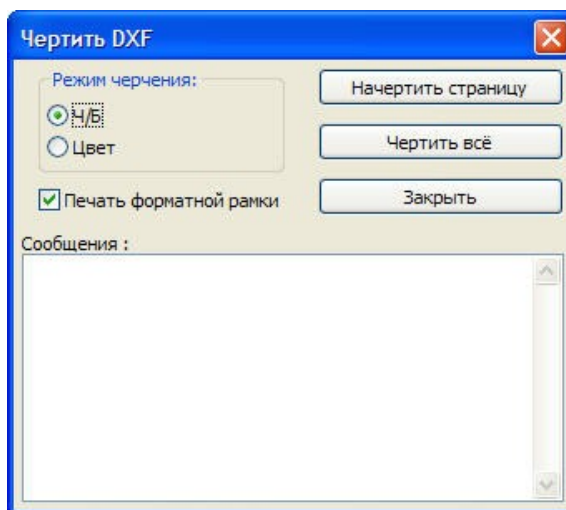 Чертить DXF
Режим черчения:
Ч/Б
Цвет
Печать форматной рамки
Начертить страницу
Чертить всё
Закрыть
Сообщения :